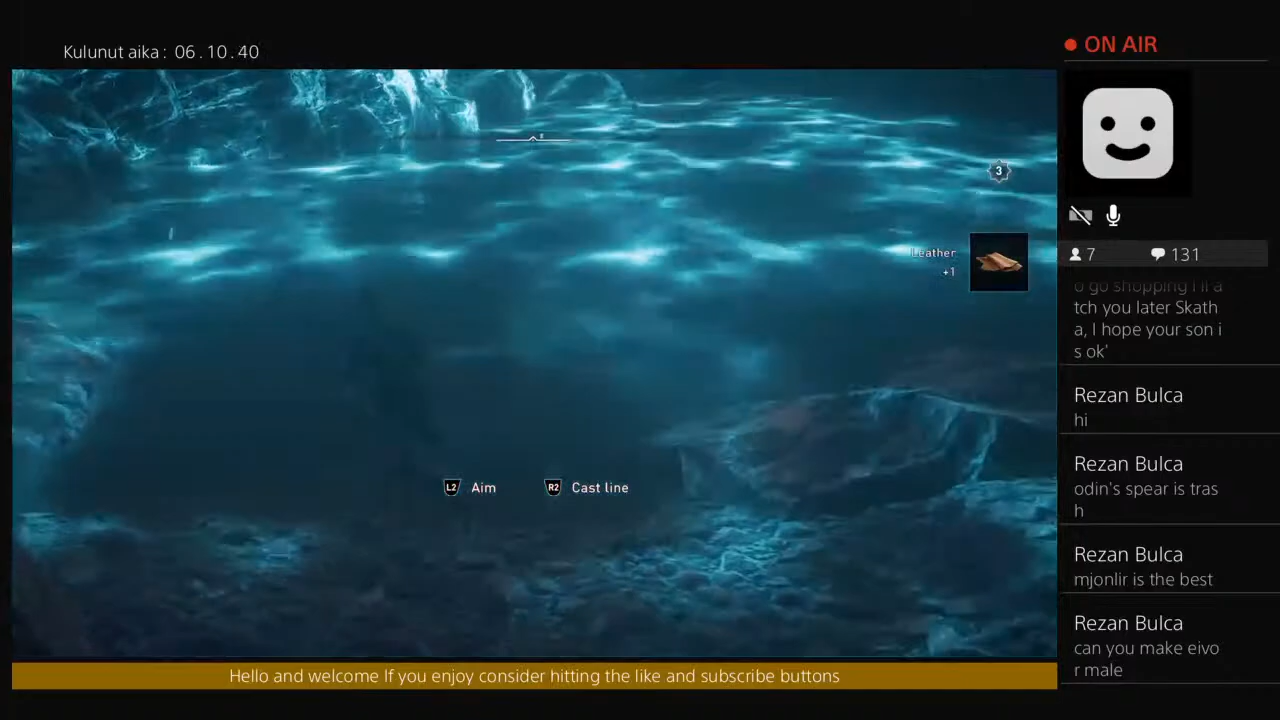 Kulunut aika : 06 . 10 . 40
ON AIR
3
Leather
+1
7
131
o go shopping I'll a
tch you later Skath
a, I hope your son i
s ok'
Rezan Bulca
hi
Rezan Bulca
odin's spear is tras
h
Rezan Bulca
mjonlir is the best
Rezan Bulca
can you make eivo
r male
L2 Aim
R2 Cast line
Hello and welcome If you enjoy consider hitting the like and subscribe buttons